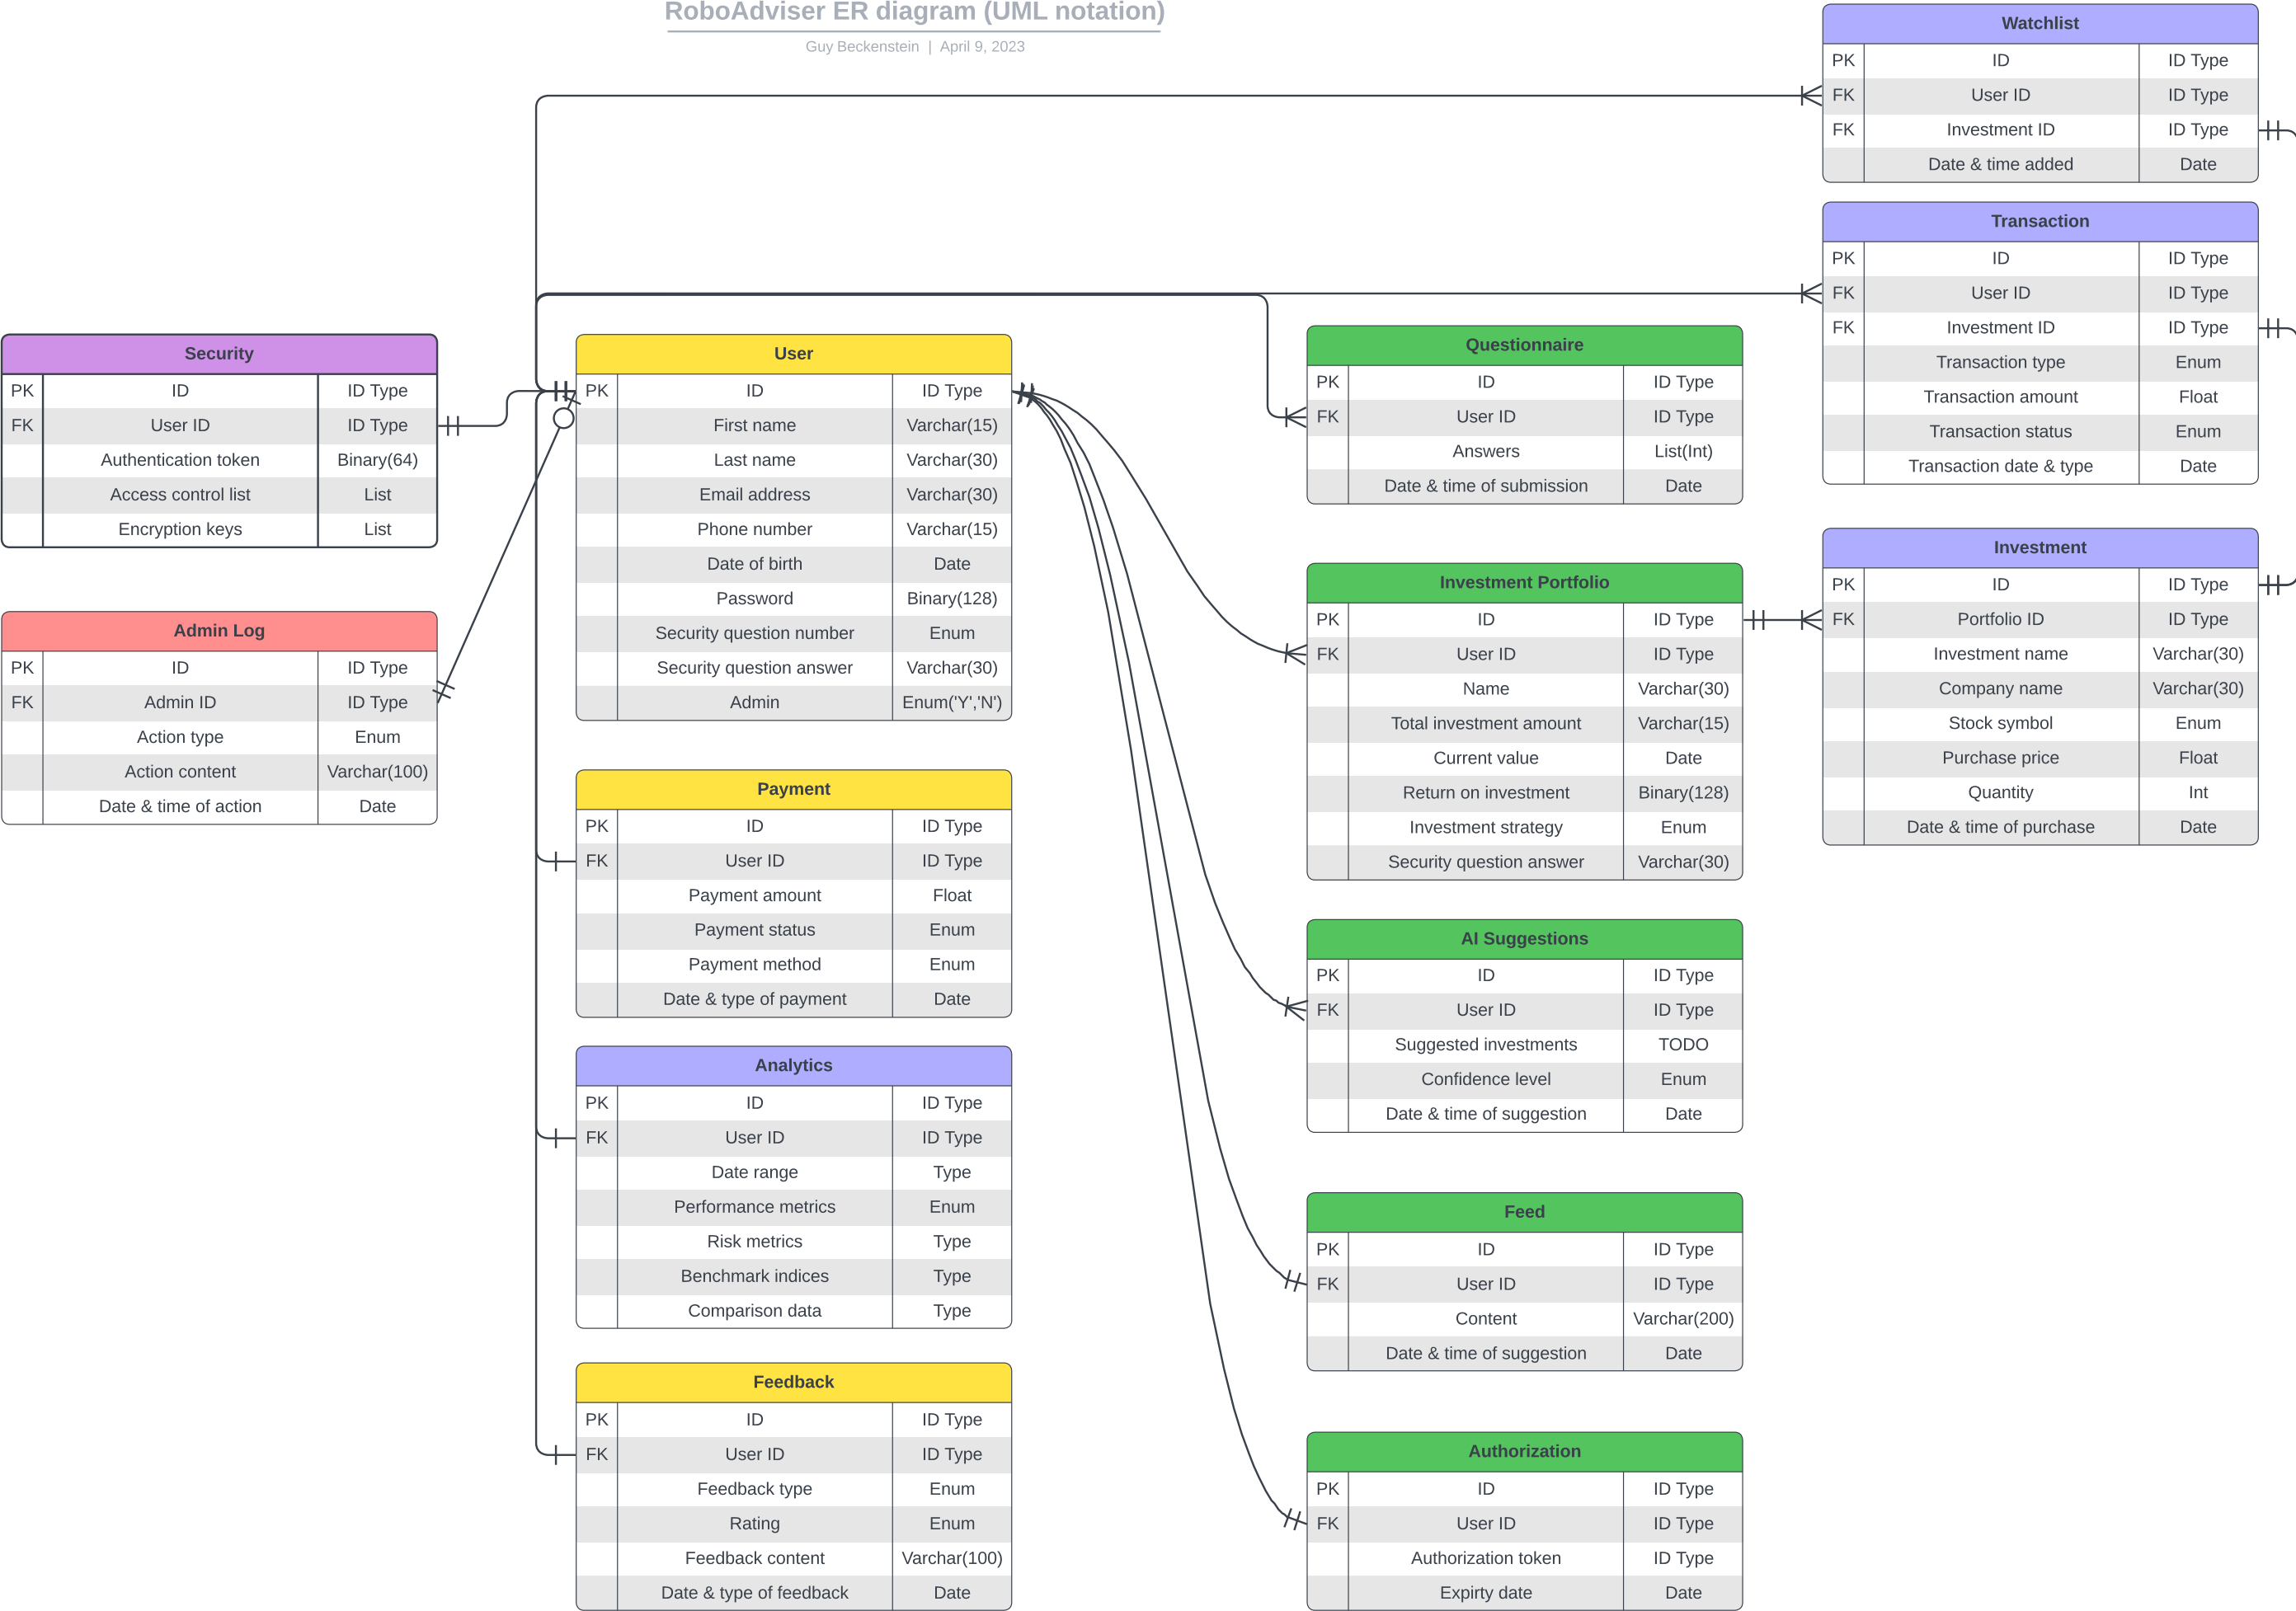 RoboAdviser ER diagram (UML notation)
Guy Beckenstein | April 9, 2023
Security
PK ID ID Type
FK User ID ID Type
Authentication token Binary(64)
Access control list List
Encryption keys List
Admin Log
PK ID ID Type
FK Admin ID ID Type
Action type Enum
Action content Varchar(100)
Date & time of action Date
User
PK ID ID Type
First name Varchar(15)
Last name Varchar(30)
Email address Varchar(30)
Phone number Varchar(15)
Date of birth Date
Password Binary(128)
Security question number Enum
Security question answer Varchar(30)
Admin Enum('Y','N')
Payment
PK ID ID Type
FK User ID ID Type
Payment amount Float
Payment status Enum
Payment method Enum
Date & type of payment Date
Analytics
PK ID ID Type
FK User ID ID Type
Date range Type
Performance metrics Enum
Risk metrics Type
Benchmark indices Type
Comparison data Type
Feedback
PK ID ID Type
FK User ID ID Type
Feedback type Enum
Rating Enum
Feedback content Varchar(100)
Date & type of feedback Date
Questionnaire
PK ID ID Type
FK User ID ID Type
Answers List(Int)
Date & time of submission Date
Investment Portfolio
PK ID ID Type
FK User ID ID Type
Name Varchar(30)
Total investment amount Varchar(15)
Current value Date
Return on investment Binary(128)
Investment strategy Enum
Security question answer Varchar(30)
AI Suggestions
PK ID ID Type
FK User ID ID Type
Suggested investments TODO
Confidence level Enum
Date & time of suggestion Date
Feed
PK ID ID Type
FK User ID ID Type
Content Varchar(200)
Date & time of suggestion Date
Authorization
PK ID ID Type
FK User ID ID Type
Authorization token ID Type
Expirty date Date
Watchlist
PK ID ID Type
FK User ID ID Type
FK Investment ID ID Type
Date & time added Date
Transaction
PK ID ID Type
FK User ID ID Type
FK Investment ID ID Type
Transaction type Enum
Transaction amount Float
Transaction status Enum
Transaction date & type Date
Investment
PK ID ID Type
FK Portfolio ID ID Type
Investment name Varchar(30)
Company name Varchar(30)
Stock symbol Enum
Purchase price Float
Quantity Int
Date & time of purchase Date